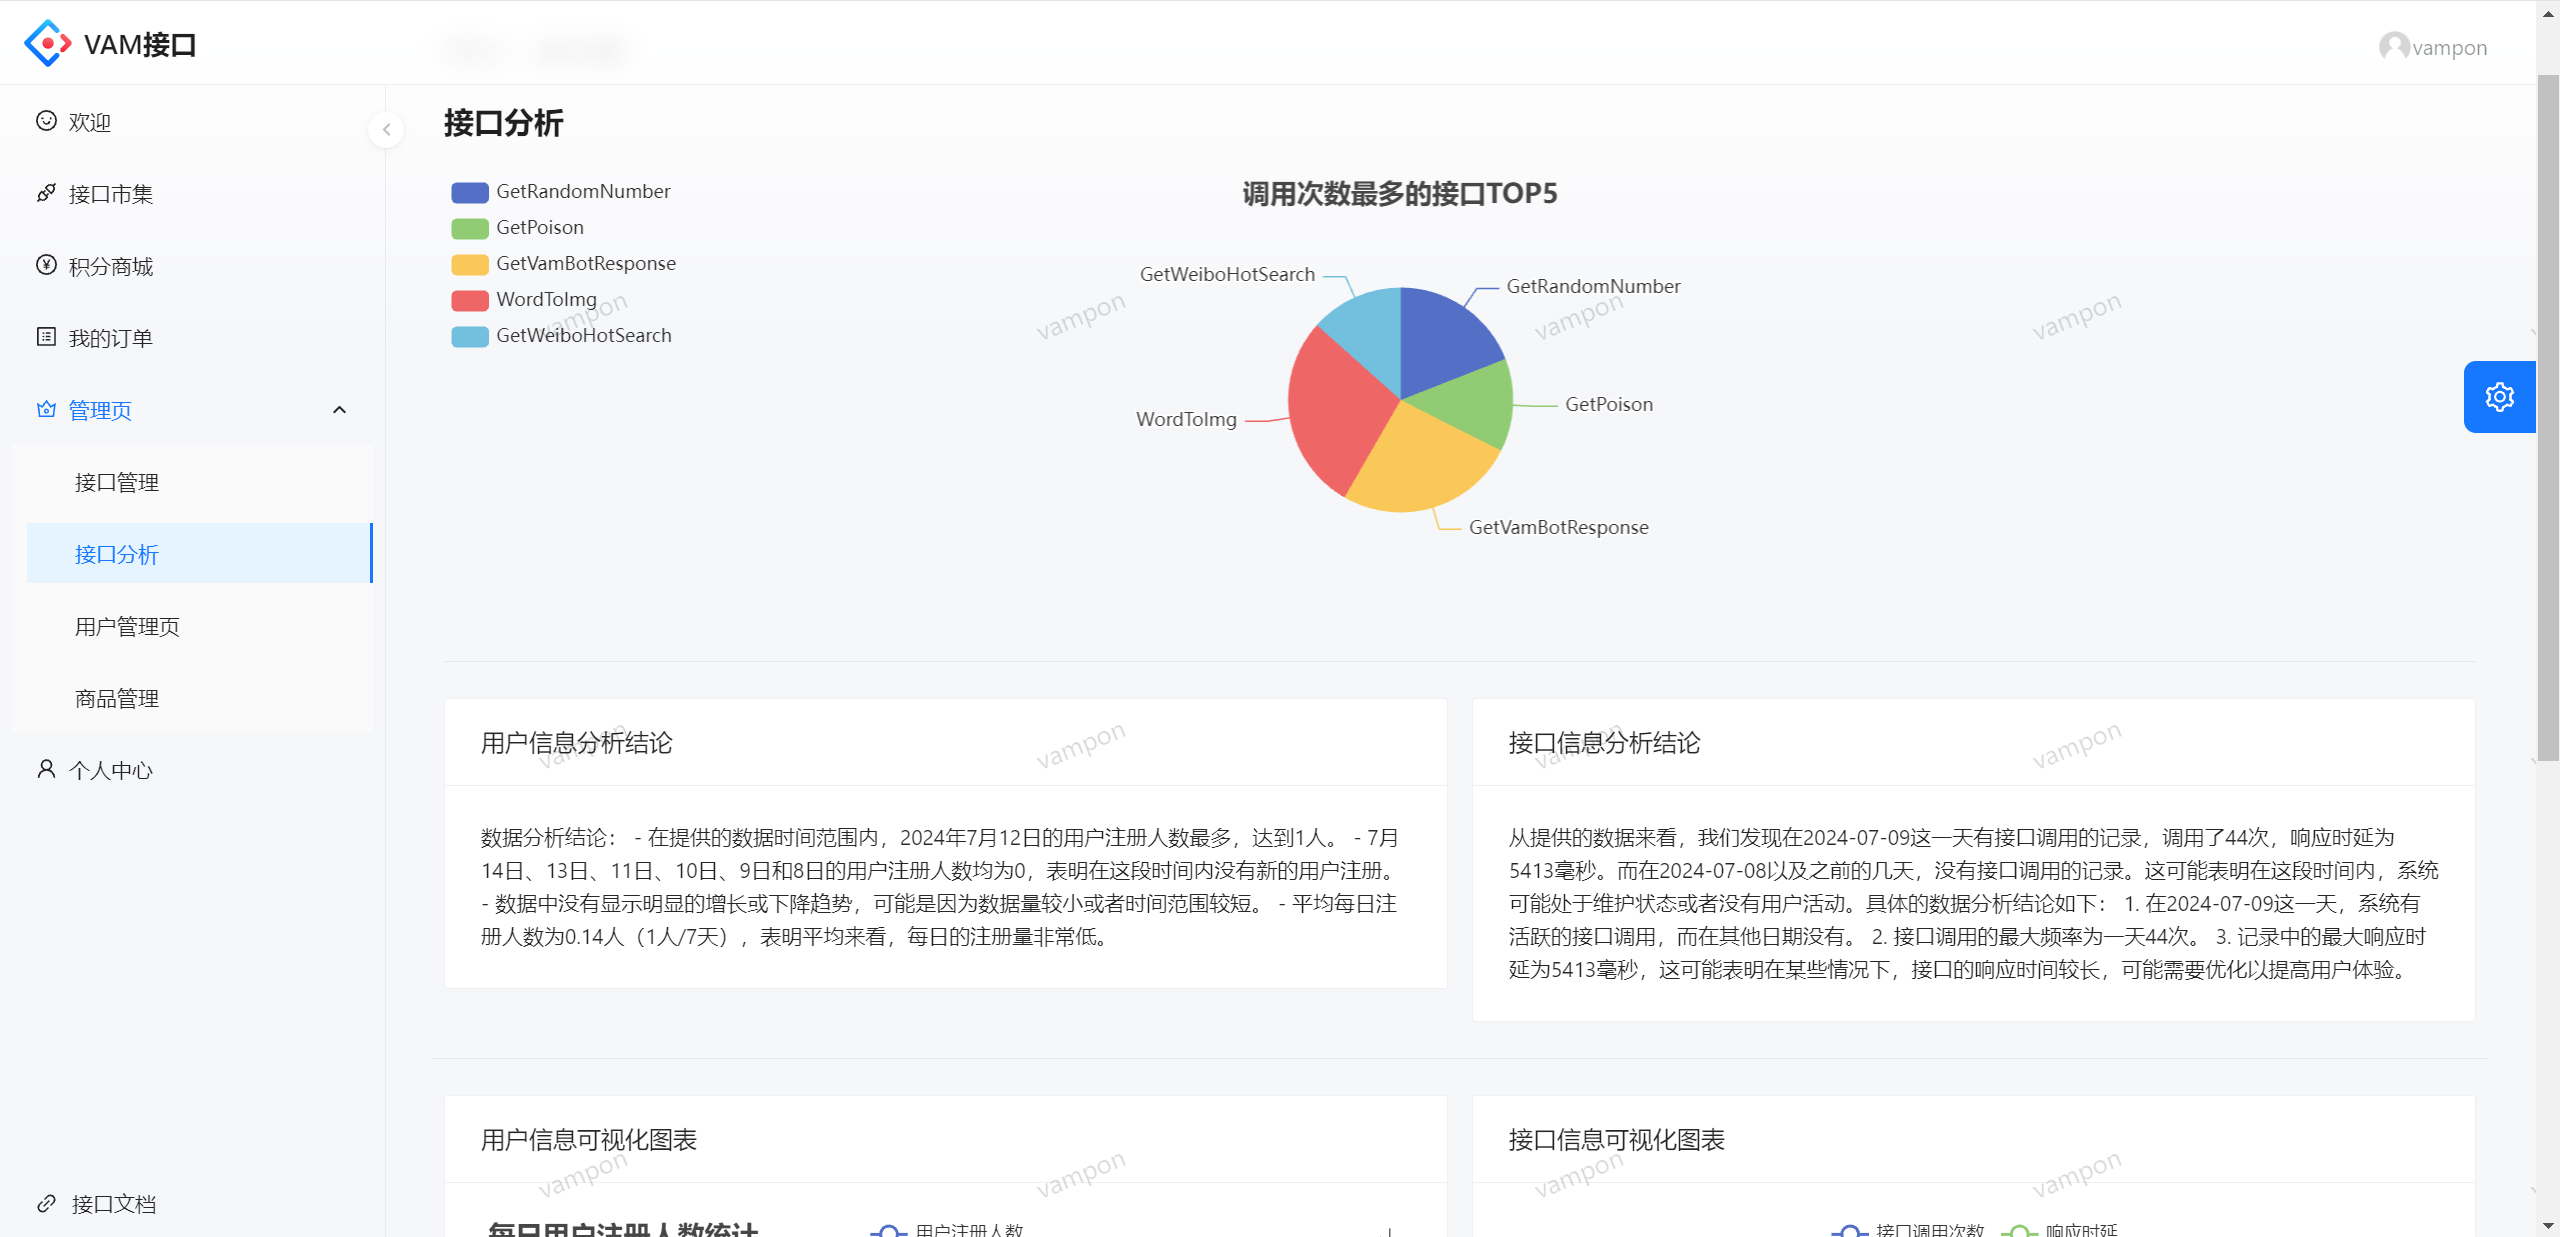 VAM接口
vampon
欢迎
接口市集
积分商城
我的订单
管理页
接口管理
接口分析
用户管理页
商品管理
个人中心
接口文档
接口分析
GetRandomNumber
GetPoison
GetVamBotResponse
WordToImg
GetWeiboHotSearch
调用次数最多的接口TOP5
GetWeiboHotSearch
GetRandomNumber
WordToImg
GetPoison
GetVamBotResponse
vampon
vampon
vampon
vampon
用户信息分析结论
数据分析结论： - 在提供的数据时间范围内，2024年7月12日的用户注册人数最多，达到1人。 - 7月
14日、13日、11日、10日、9日和8日的用户注册人数均为0，表明在这段时间内没有新的用户注册。
- 数据中没有显示明显的增长或下降趋势，可能是因为数据量较小或者时间范围较短。 - 平均每日注
册人数为0.14人（1人/7天），表明平均来看，每日的注册量非常低。
接口信息分析结论
从提供的数据来看，我们发现在2024-07-09这一天有接口调用的记录，调用了44次，响应时延为
5413毫秒。而在2024-07-08以及之前的几天，没有接口调用的记录。这可能表明在这段时间内，系统
可能处于维护状态或者没有用户活动。具体的数据分析结论如下： 1. 在2024-07-09这一天，系统有
活跃的接口调用，而在其他日期没有。 2. 接口调用的最大频率为一天44次。 3. 记录中的最大响应时
延为5413毫秒，这可能表明在某些情况下，接口的响应时间较长，可能需要优化以提高用户体验。
vampon
vampon
vampon
vampon
用户信息可视化图表
每日用户注册人数统计
用户注册人数
接口信息可视化图表
接口调用次数
响应时延
vampon
vampon
vampon
vampon